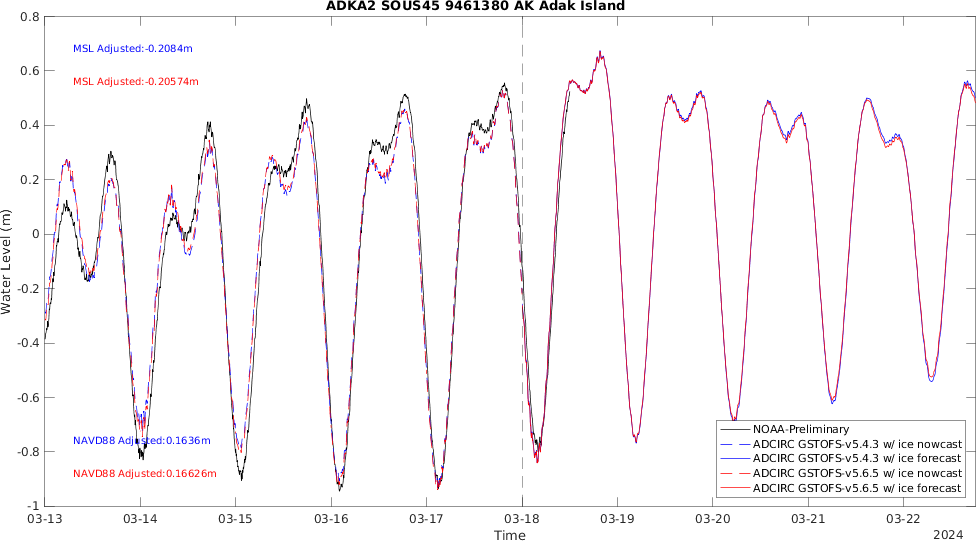 ADKA2 SOUS45 9461380 AK Adak Island
0.8
0.6
0.4
0.2
0
-0.2
-0.4
-0.6
-0.8
-1
Water Level (m)
MSL Adjusted:-0.2084m
MSL Adjusted:-0.20574m
NAVD88 Adjusted:0.1636m
NAVD88 Adjusted:0.16626m
NOAA-Preliminary
ADCIRC GSTOFS-v5.4.3 w/ ice nowcast
ADCIRC GSTOFS-v5.4.3 w/ ice forecast
ADCIRC GSTOFS-v5.6.5 w/ ice nowcast
ADCIRC GSTOFS-v5.6.5 w/ ice forecast
03-13 03-14 03-15 03-16 03-17 03-18 03-19 03-20 03-21 03-22
Time
2024